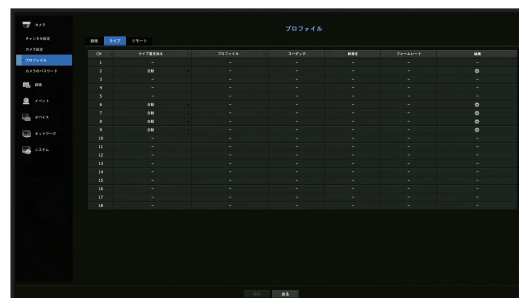 プロファイル
カメラ
チャンネル設定
カメラ設定
プロファイル
カメラのパスワード
録画
イベント
デバイス
ネットワーク
システム
録画 ライブ リモート
CH ライブ置き換え プロファイル コーデック 解像度 フレームレート 編集
1 – – – – – –
2 自動 – – – –
3 – – – – – –
4 – – – – – –
5 – – – – – –
6 自動 – – – –
7 自動 – – – –
8 自動 – – – –
9 自動 – – – –
10 – – – – – –
11 – – – – – –
12 – – – – – –
13 – – – – – –
14 – – – – – –
15 – – – – – –
16 – – – – – –
17 – – – – – –
18 – – – – – –
戻る